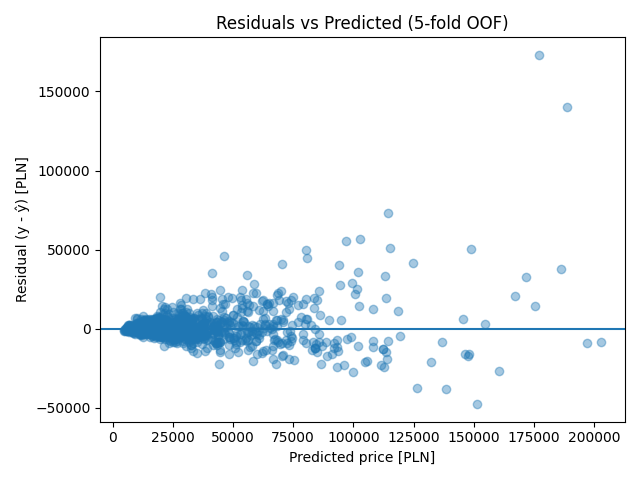 Residuals vs Predicted (5-fold OOF)
Residual (y - ŷ) [PLN]
150000
100000
50000
0
−50000
0 25000 50000 75000 100000 125000 150000 175000 200000
Predicted price [PLN]